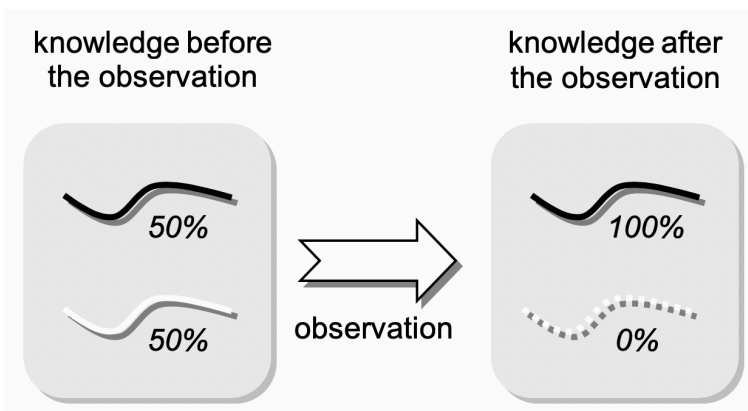 knowledge before
the observation
knowledge after
the observation
50%
50%
observation
100%
0%